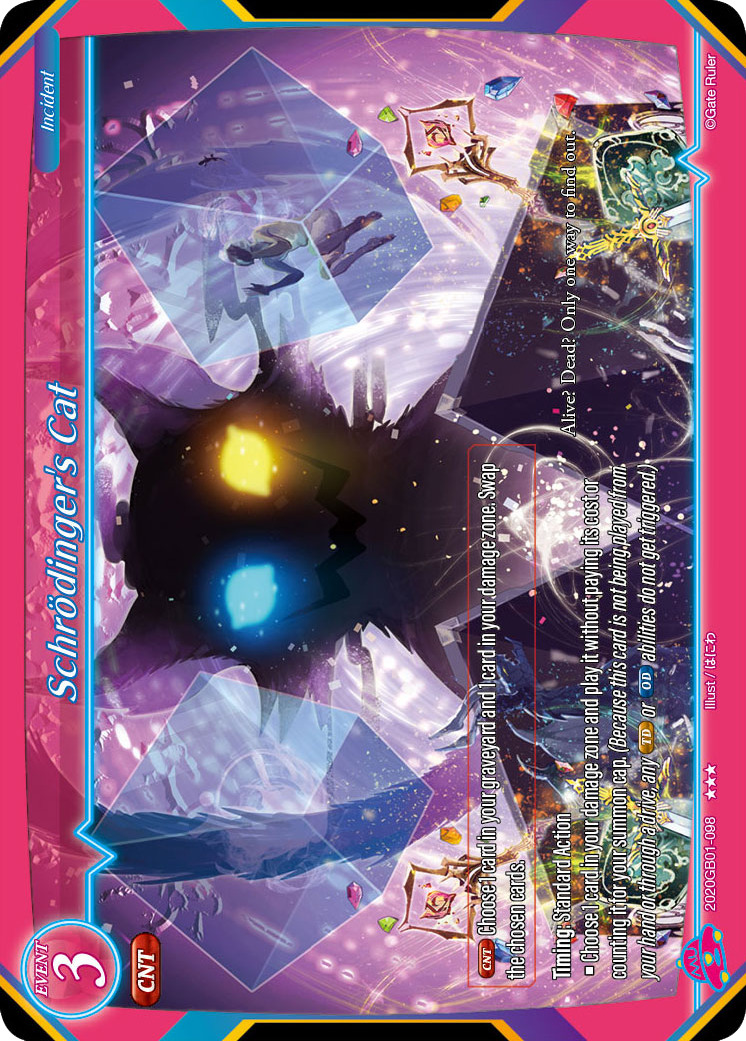 EVENT
3
Schrödinger's Cat
Incident
CNT
CNT Choose 1 card in your graveyard and 1 card in your damage zone. Swap
the chosen cards.
Alive? Dead? Only one way to find out.
Timing: Standard Action
■ Choose 1 card in your damage zone and play it without paying its cost or
counting it for your summon cap. (Because this card is not being played from
your hand or through a drive, any TD or OD abilities do not get triggered.)
2020GB01-098 ★★★ Illust / はにわ ©Gate Ruler